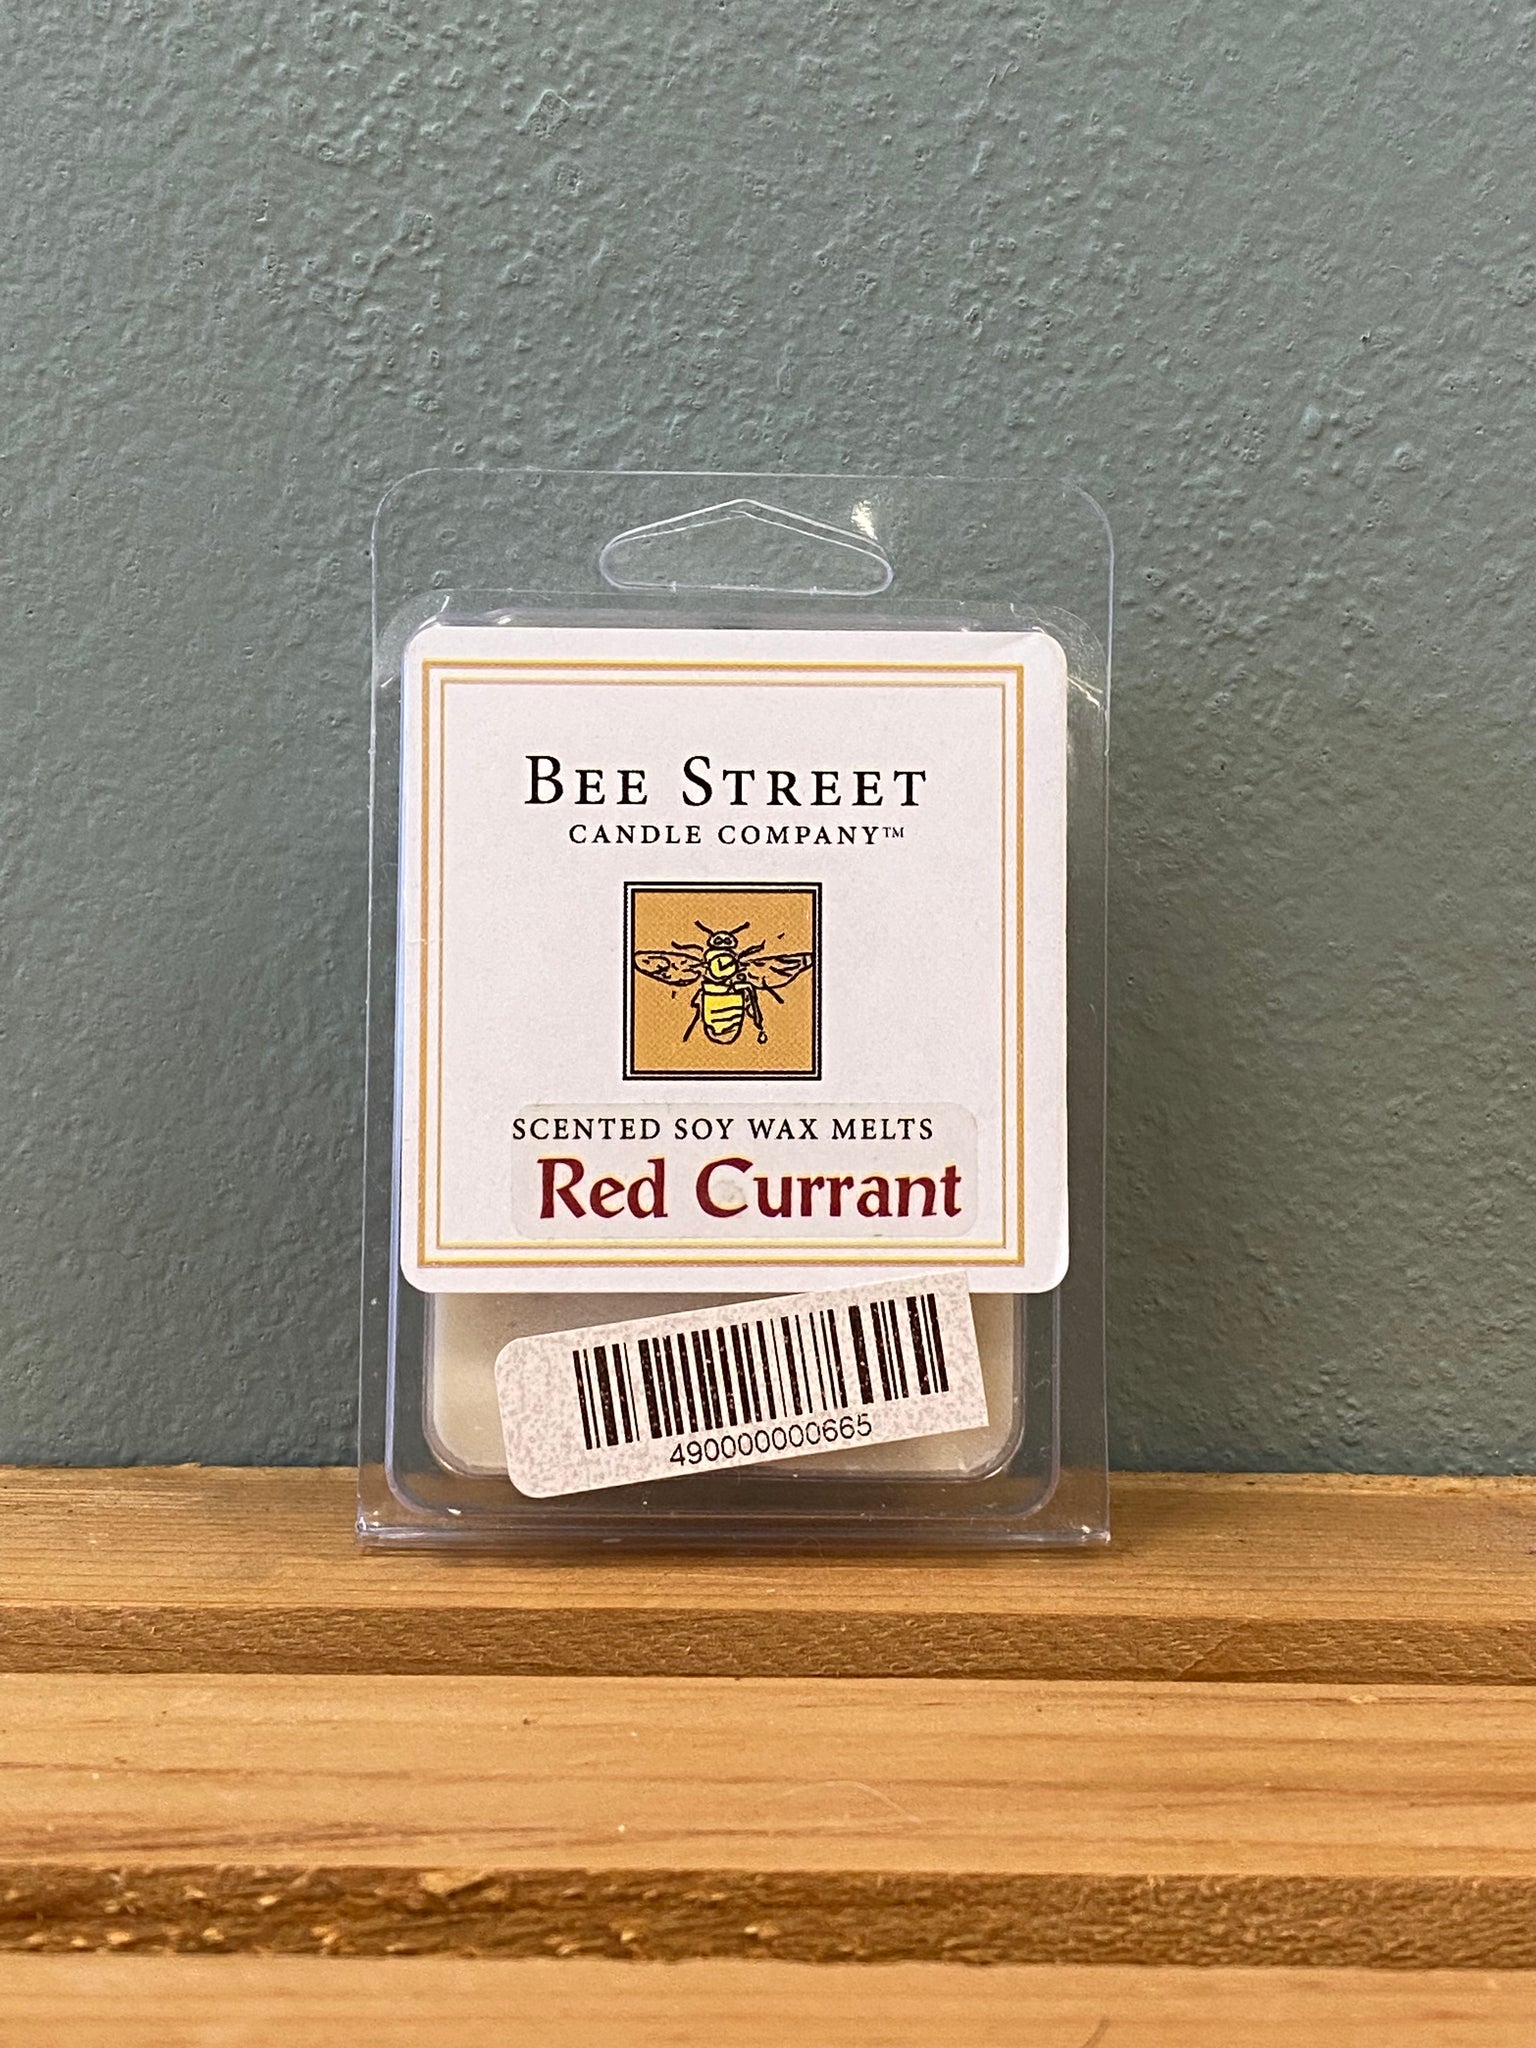 BEE STREET
CANDLE COMPANY™
SCENTED SOY WAX MELTS
Red Currant
490000000665